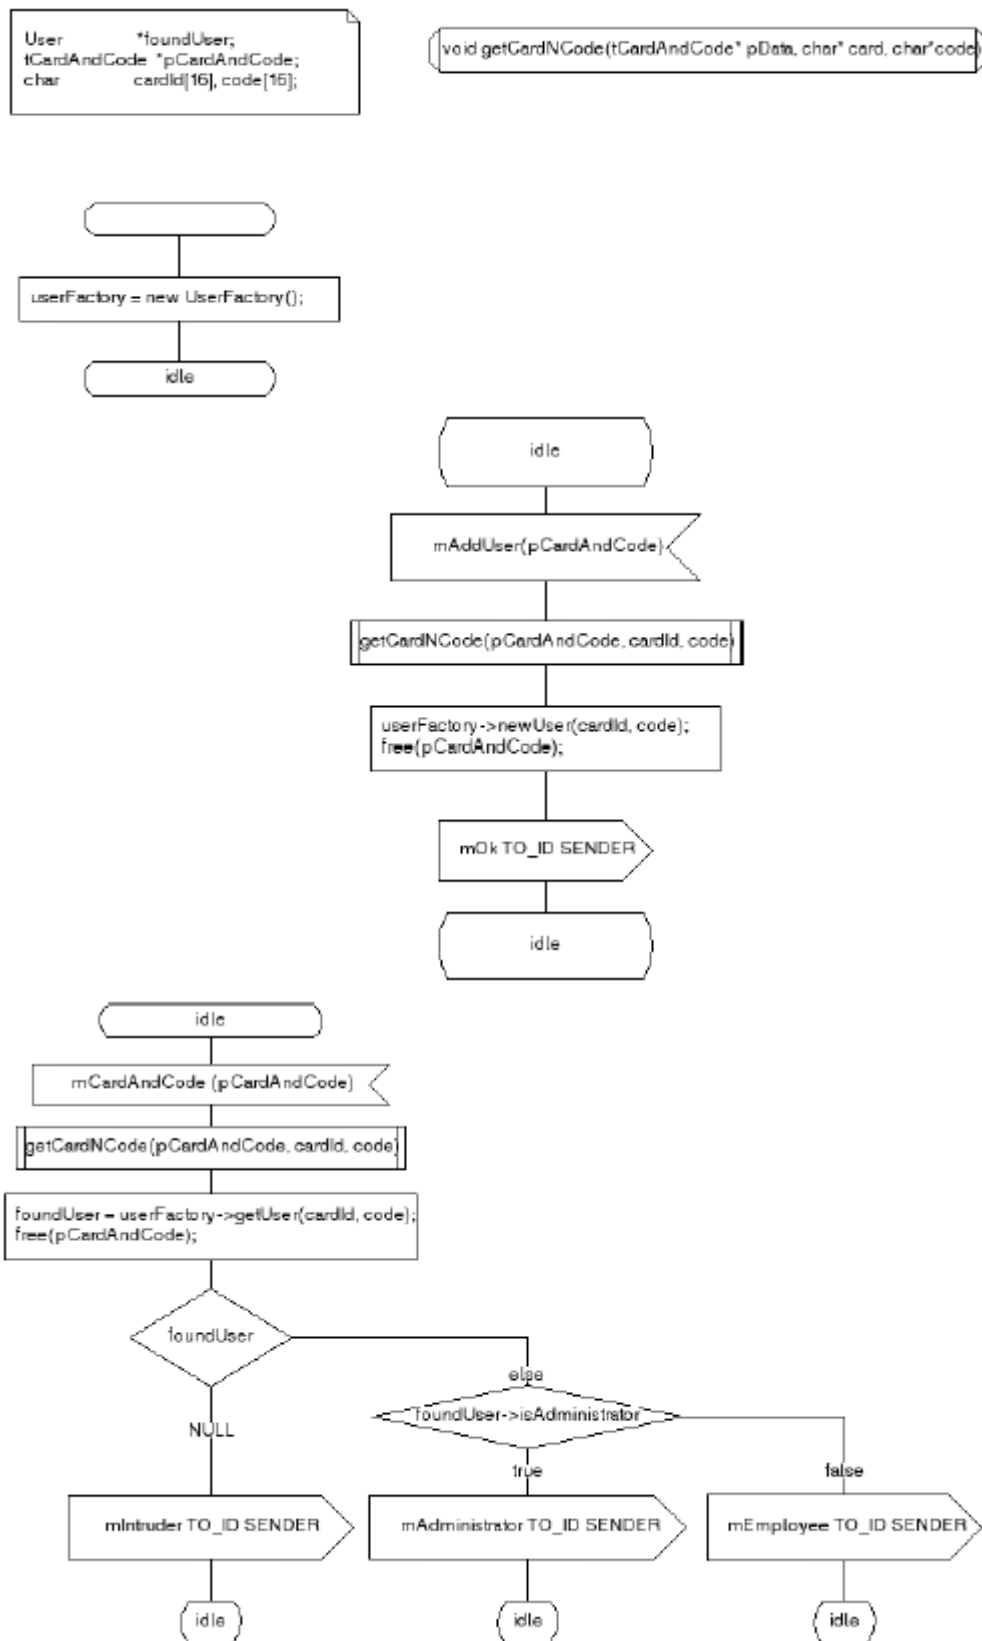 User *foundUser;
tCardAndCode *pCardAndCode;
char cardId[16], code[16];
void getCardNCode(tCardAndCode* pData, char* card, char*code)
userFactory = new UserFactory();
idle
idle
mAddUser(pCardAndCode)
getCardNCode(pCardAndCode, cardId, code)
userFactory->newUser(cardId, code);
free(pCardAndCode);
mOk TO_ID SENDER
idle
idle
mCardAndCode (pCardAndCode)
getCardNCode(pCardAndCode, cardId, code)
foundUser = userFactory->getUser(cardId, code);
free(pCardAndCode);
foundUser
else
foundUser->isAdministrator
NULL
true
false
mIntruder TO_ID SENDER
mAdministrator TO_ID SENDER
mEmployee TO_ID SENDER
idle
idle
idle